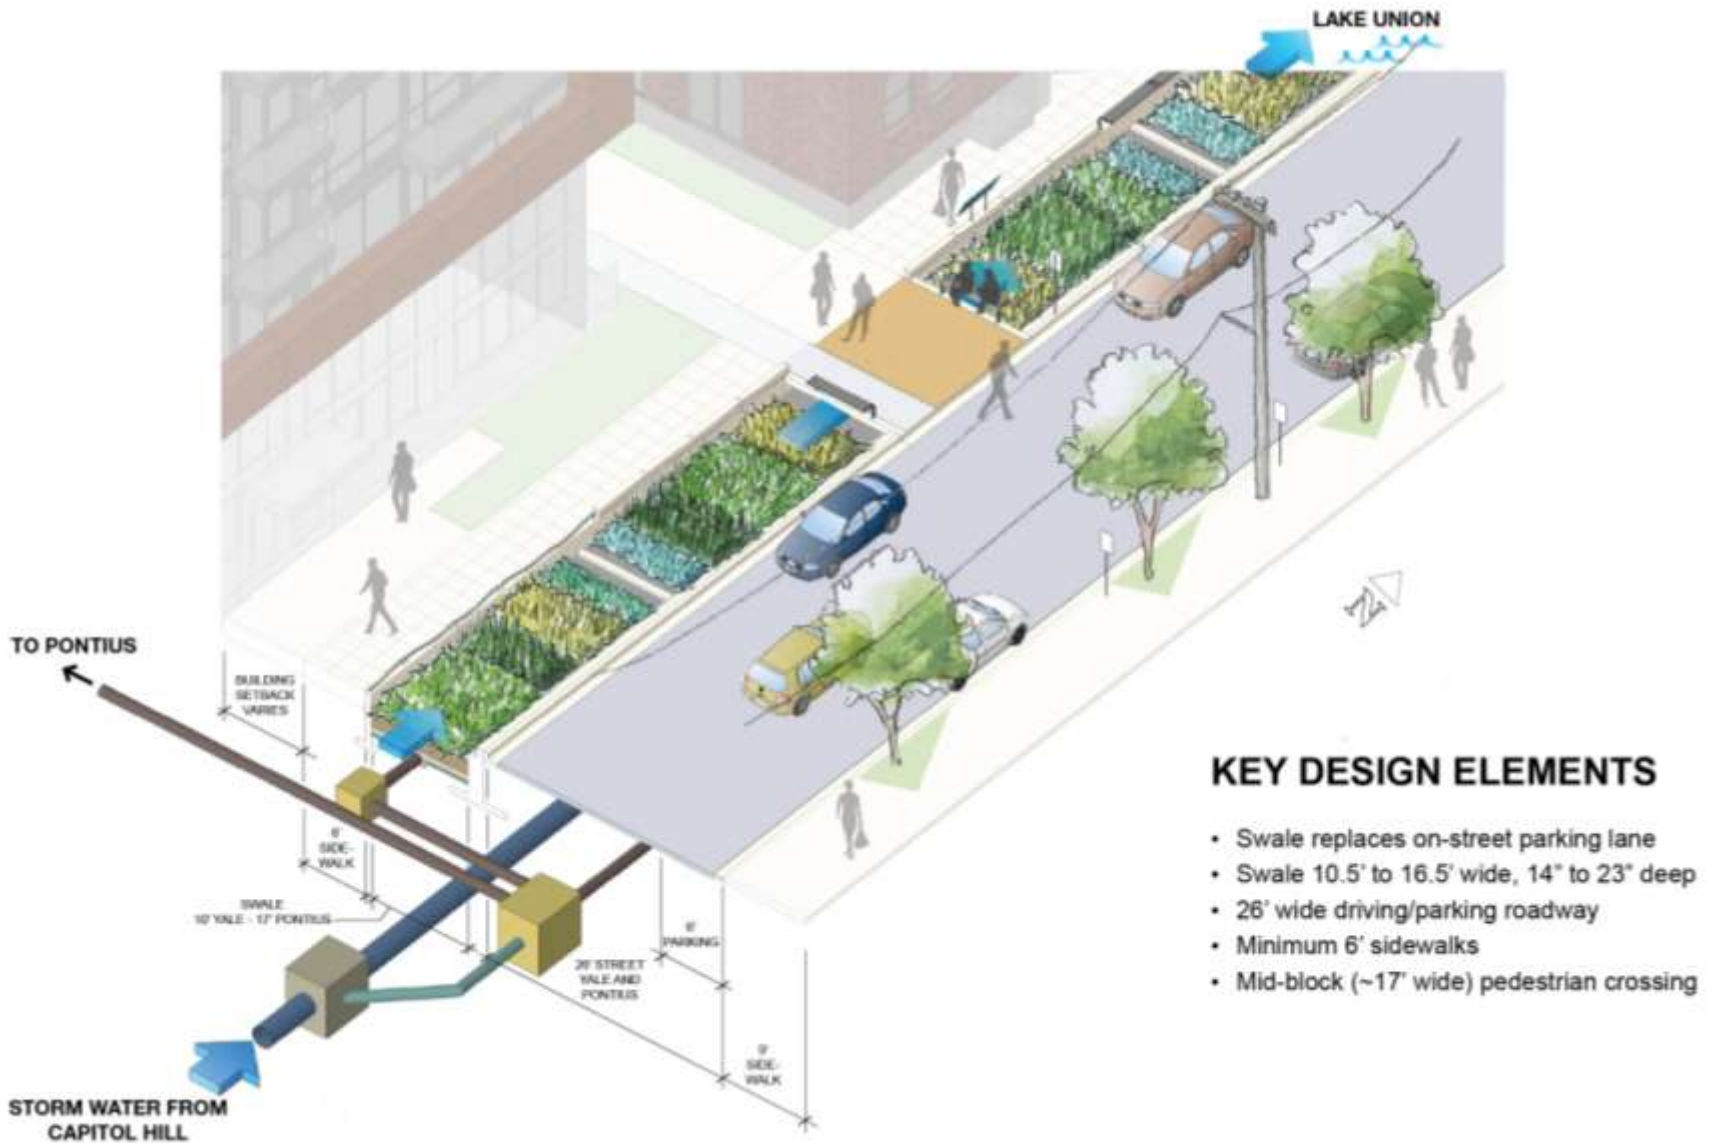 LAKE UNION
TO PONTIUS
BUILDING
SETBACK
VARIES
SIDE-
WALK
SWALE
10' YALE - 17' PONTIUS
PARKING
26' STREET
YALE AND
PONTIUS
9'
SIDE-
WALK
STORM WATER FROM
CAPITOL HILL
N
KEY DESIGN ELEMENTS
• Swale replaces on-street parking lane
• Swale 10.5' to 16.5' wide, 14" to 23" deep
• 26' wide driving/parking roadway
• Minimum 6' sidewalks
• Mid-block (~17' wide) pedestrian crossing